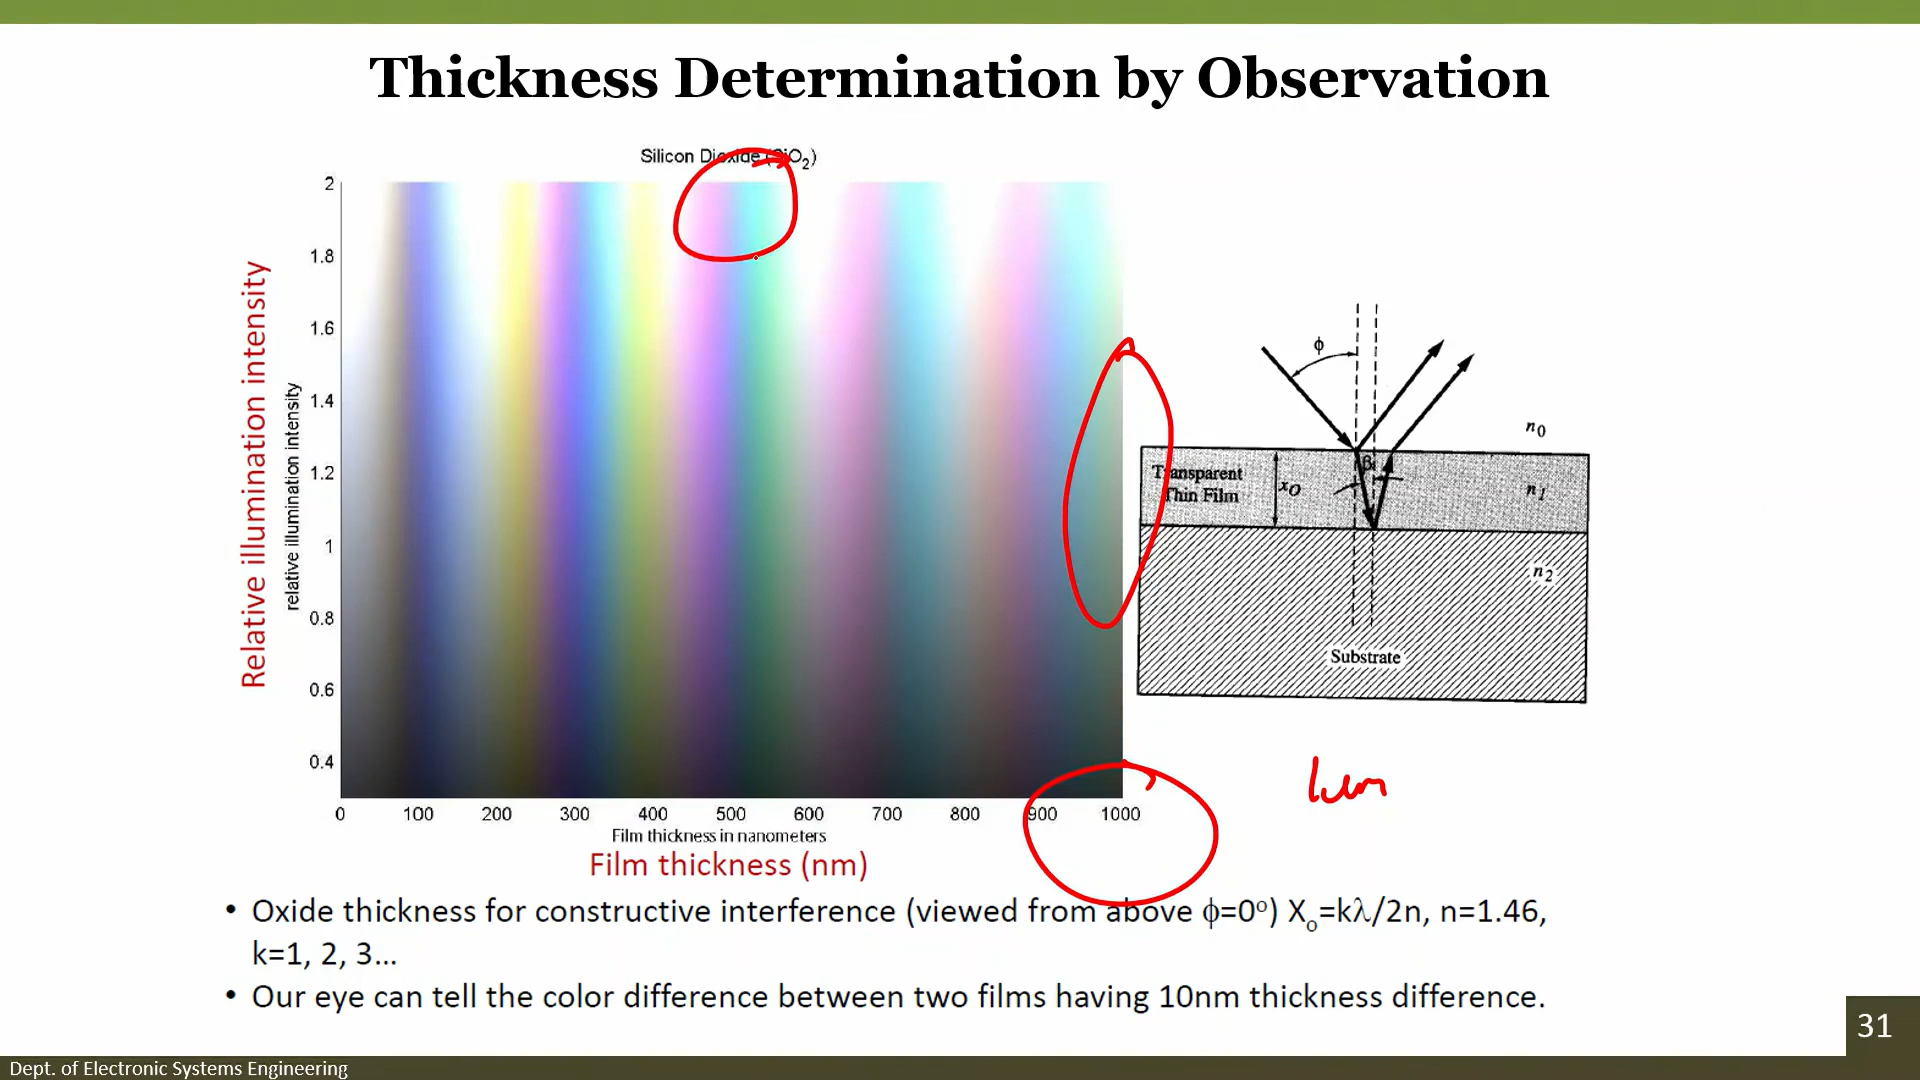 Thickness Determination by Observation
Silicon Dioxide (SiO₂)
2
1.8
1.6
1.4
1.2
1
0.8
0.6
0.4
Relative illumination intensity
relative illumination intensity
0 100 200 300 400 500 600 700 800 900 1000
Film thickness in nanometers
Film thickness (nm)
ϕ
n₀
β
Transparent
Thin Film
x₀
n₁
n₂
Substrate
1um
• Oxide thickness for constructive interference (viewed from above ϕ=0°) Xₒ=kλ/2n, n=1.46,
k=1, 2, 3...
• Our eye can tell the color difference between two films having 10nm thickness difference.
31
Dept. of Electronic Systems Engineering